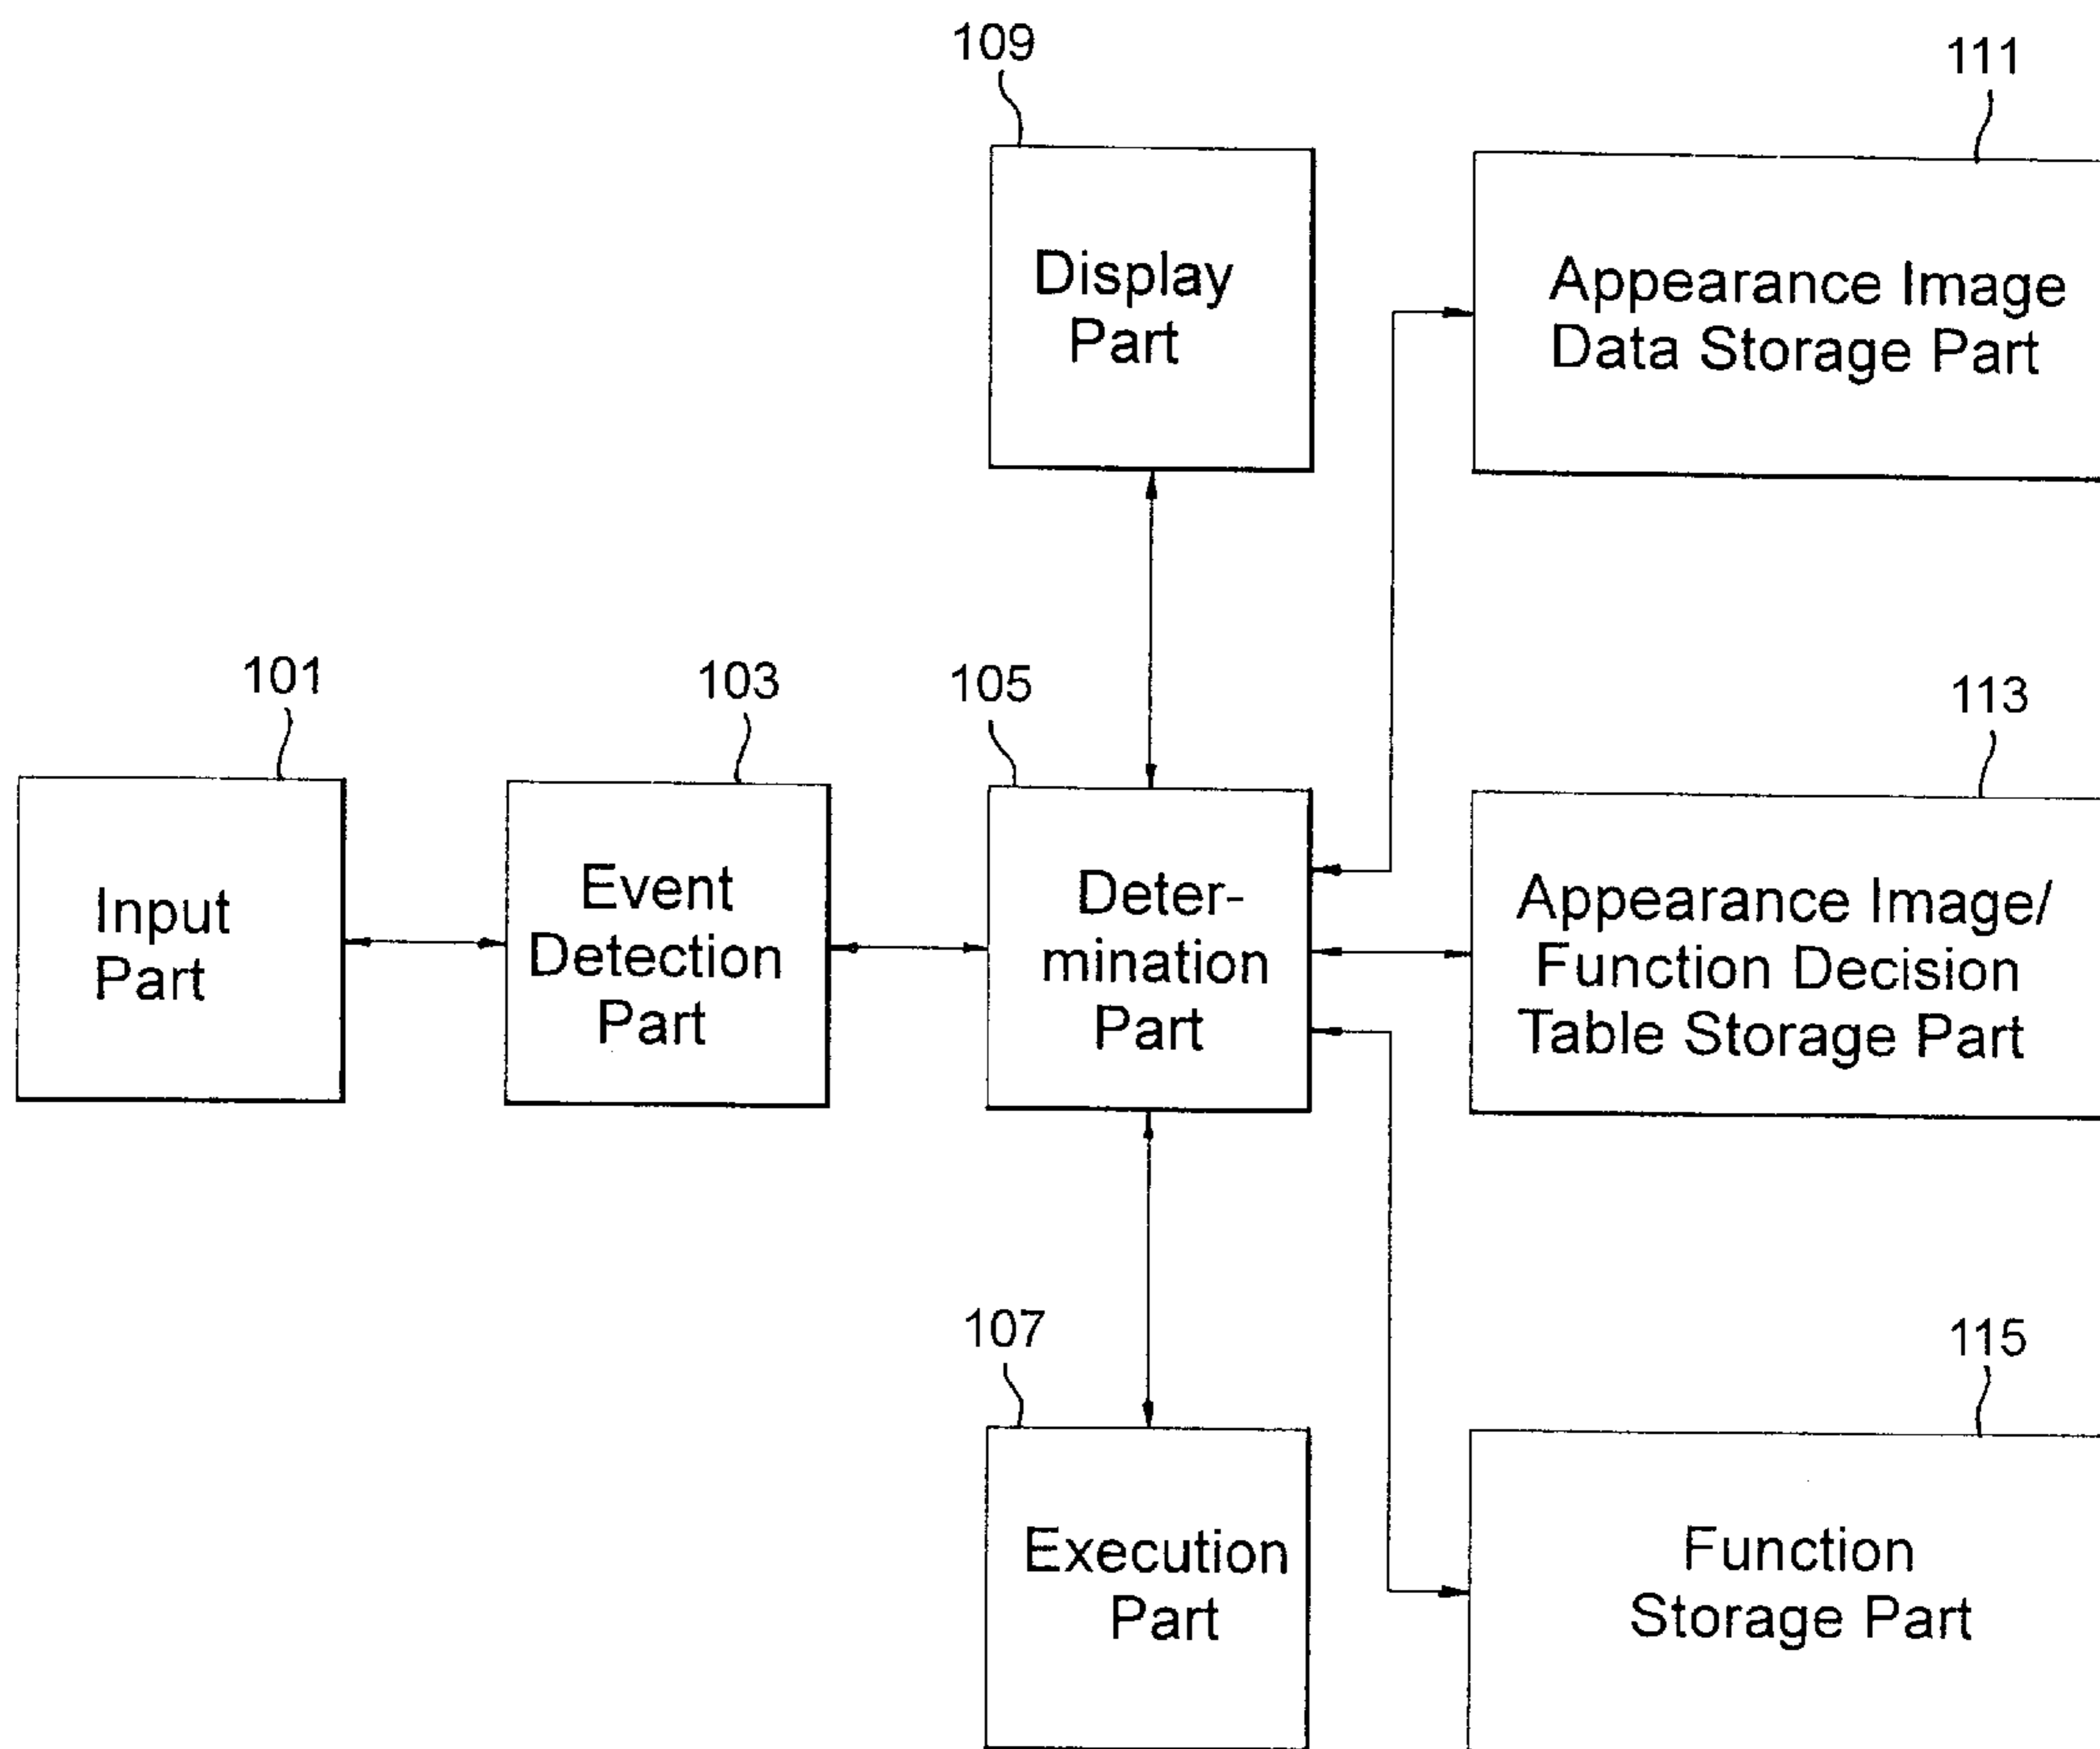 109
111
Display
Part
Appearance Image
Data Storage Part
101
103
105
113
Input
Part
Event
Detection
Part
Deter-
mination
Part
Appearance Image/
Function Decision
Table Storage Part
107
115
Execution
Part
Function
Storage Part